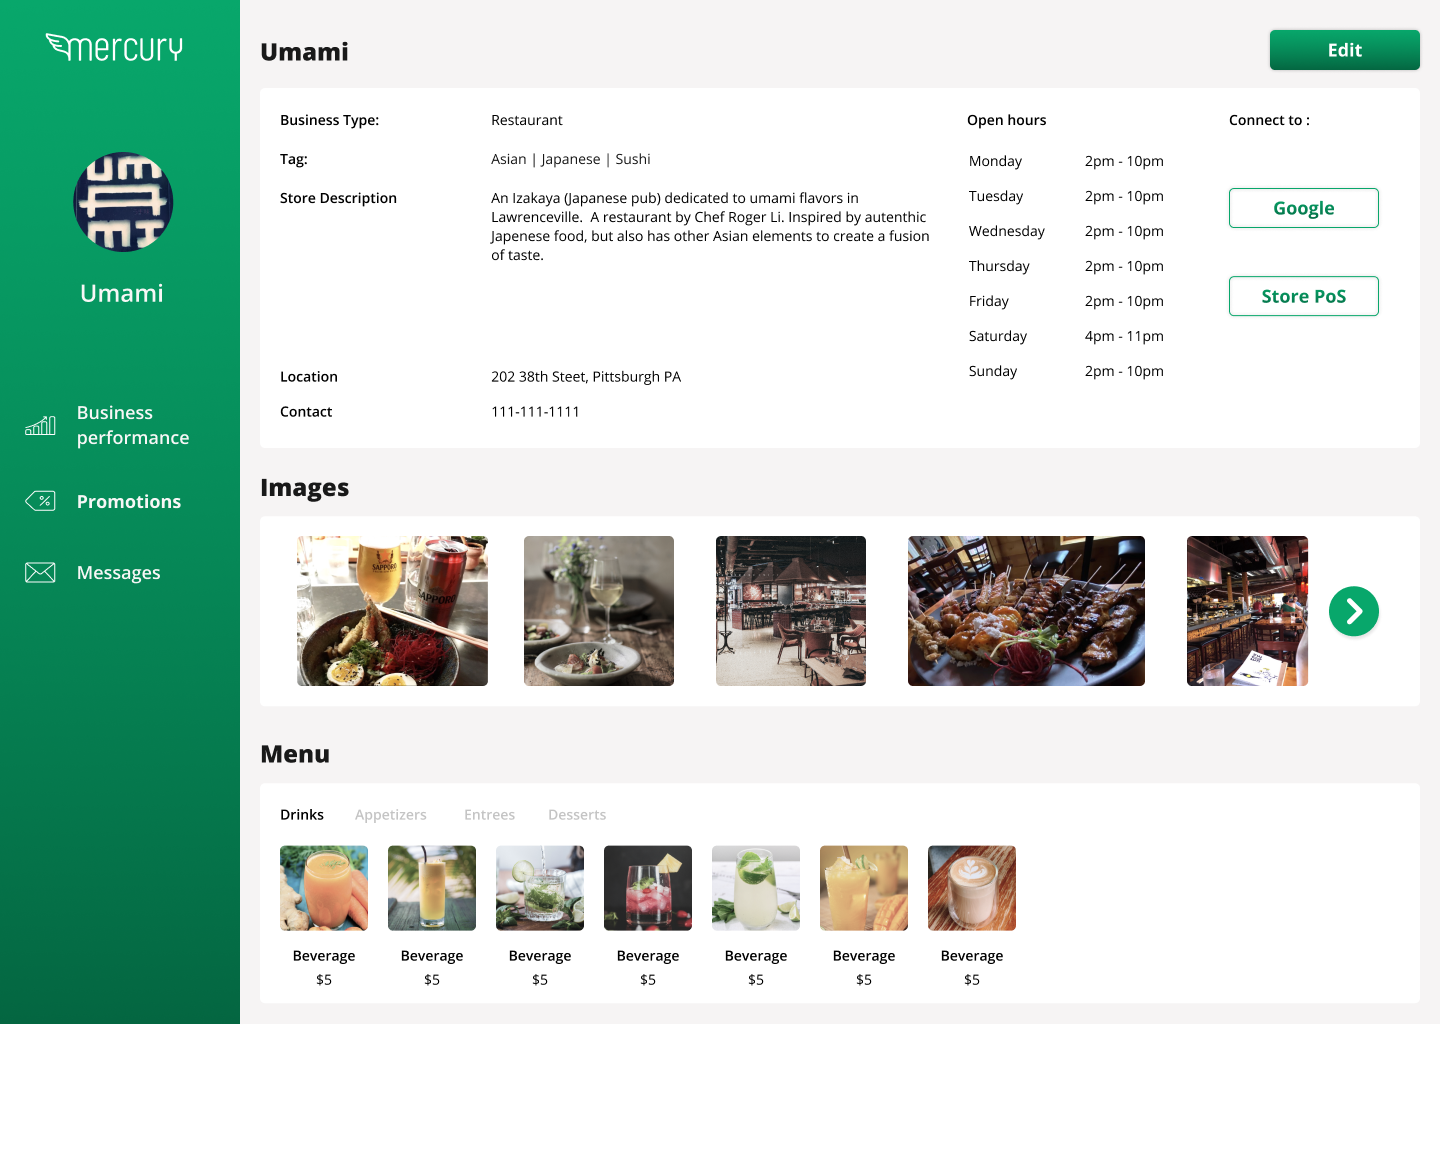 mercury
Umami
Business
performance
Promotions
Messages
Umami
Edit
Business Type: Restaurant
Tag: Asian | Japanese | Sushi
Store Description An Izakaya (Japanese pub) dedicated to umami flavors in
Lawrenceville.  A restaurant by Chef Roger Li. Inspired by autenthic
Japenese food, but also has other Asian elements to create a fusion
of taste.
Location 202 38th Steet, Pittsburgh PA
Contact 111-111-1111
Open hours
Monday 2pm - 10pm
Tuesday 2pm - 10pm
Wednesday 2pm - 10pm
Thursday 2pm - 10pm
Friday 2pm - 10pm
Saturday 4pm - 11pm
Sunday 2pm - 10pm
Connect to :
Google
Store PoS
Images
SAPPORO
SAPPORO
Menu
Drinks Appetizers Entrees Desserts
Beverage Beverage Beverage Beverage Beverage Beverage Beverage
$5 $5 $5 $5 $5 $5 $5